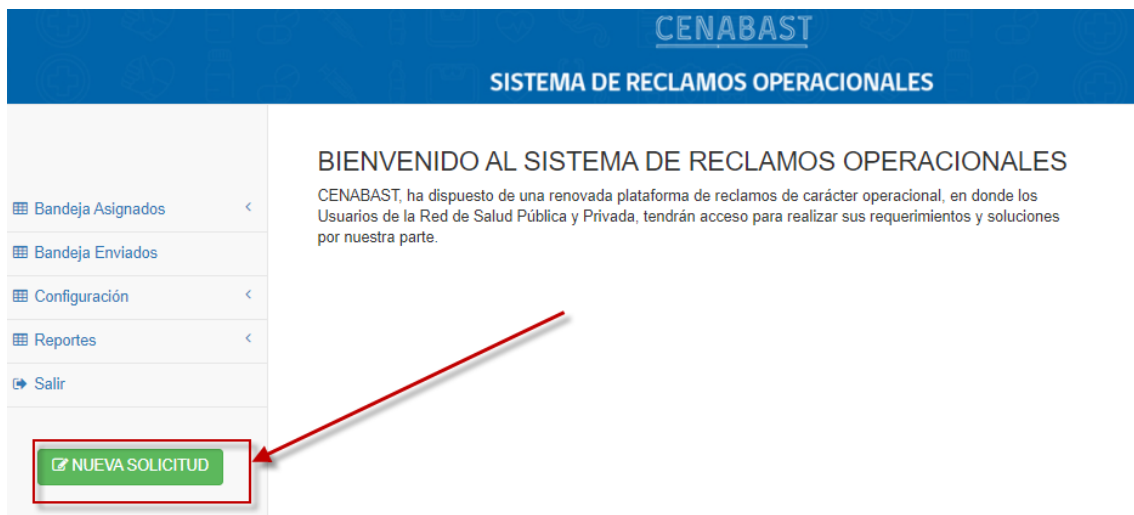 CENABAST
SISTEMA DE RECLAMOS OPERACIONALES
BIENVENIDO AL SISTEMA DE RECLAMOS OPERACIONALES
CENABAST, ha dispuesto de una renovada plataforma de reclamos de carácter operacional, en donde los
Usuarios de la Red de Salud Pública y Privada, tendrán acceso para realizar sus requerimientos y soluciones
por nuestra parte.
Bandeja Asignados
Bandeja Enviados
Configuración
Reportes
Salir
NUEVA SOLICITUD